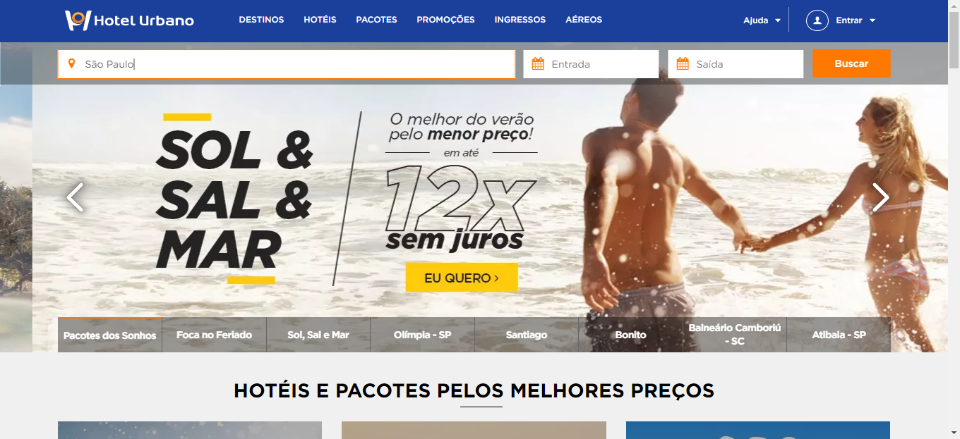 Hotel Urbano
DESTINOS HOTÉIS PACOTES PROMOÇÕES INGRESSOS AÉREOS
Ajuda
Entrar
São Paulo
Entrada
Saída
Buscar
SOL &
SAL &
MAR
O melhor do verão
pelo menor preço!
em até
12x
sem juros
EU QUERO >
Pacotes dos Sonhos
Foca no Feriado
Sol, Sal e Mar
Olímpia - SP
Santiago
Bonito
Balneário Camboriú
- SC
Atibaia - SP
HOTÉIS E PACOTES PELOS MELHORES PREÇOS